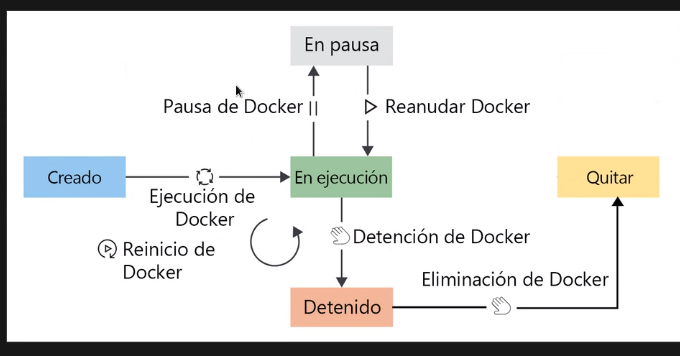 En pausa
Pausa de Docker
Reanudar Docker
Creado
En ejecución
Quitar
Ejecución de
Docker
Reinicio de
Docker
Detención de Docker
Eliminación de Docker
Detenido